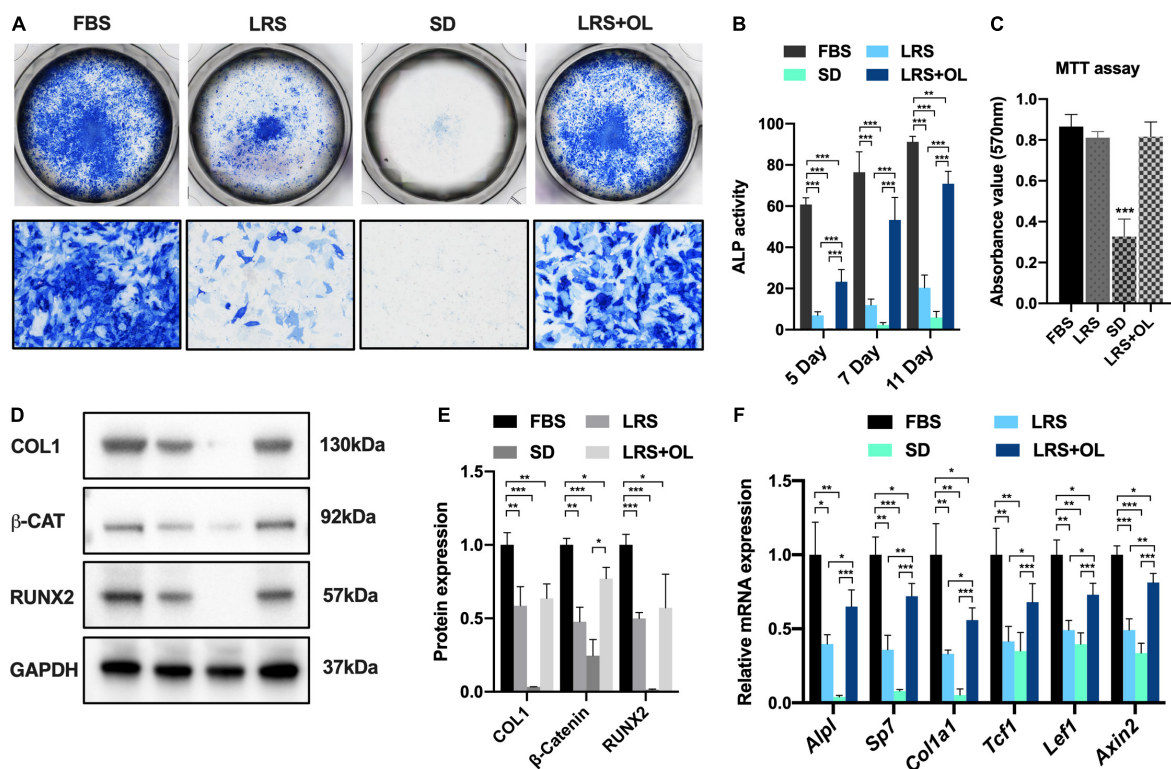 A
FBS
LRS
SD
LRS+OL
B
FBS
LRS
SD
LRS+OL
ALP activity
100
80
60
40
20
0
***
***
***
***
***
***
***
***
**
***
***
***
***
5 Day
7 Day
11 Day
C
MTT assay
Absorbance value (570nm)
1.0
0.8
0.6
0.4
0.2
0.0
***
FBS
LRS
SD
LRS+OL
D
COL1
130kDa
β-CAT
92kDa
RUNX2
57kDa
GAPDH
37kDa
E
FBS
LRS
SD
LRS+OL
Protein expression
1.5
1.0
0.5
0.0
**
***
**
*
***
**
*
*
***
***
COL1
β-Catenin
RUNX2
F
FBS
LRS
SD
LRS+OL
Relative mRNA expression
1.5
1.0
0.5
0.0
**
*
*
***
*
***
**
**
***
*
**
**
*
***
**
**
*
***
*
**
**
*
***
*
***
***
**
***
Alpl
Sp7
Col1a1
Tcf1
Lef1
Axin2